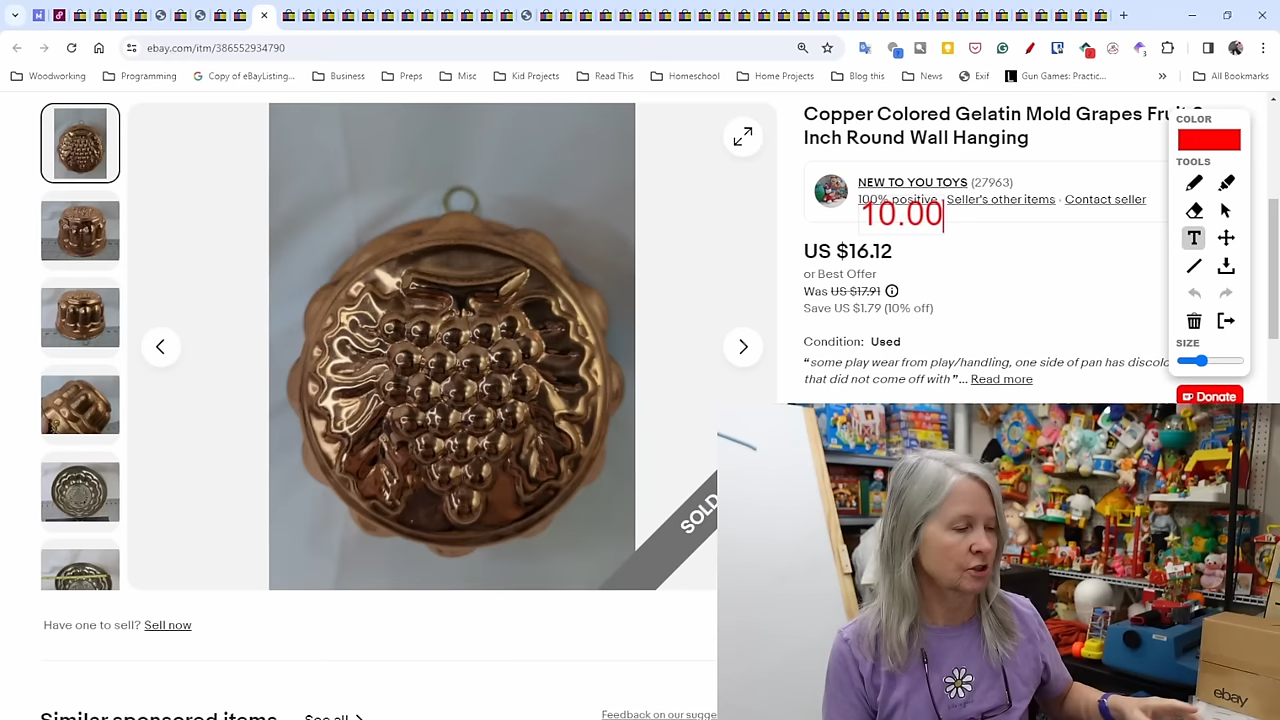 ebay.com/itm/386552934790
Woodworking
Programming
Copy of eBayListing...
Business
Preps
Misc
Kid Projects
Read This
Homeschool
Home Projects
Blog this
News
Exif
Gun Games: Practic...
All Bookmarks
Copper Colored Gelatin Mold Grapes Fruit
Inch Round Wall Hanging
NEW TO YOU TOYS (27963)
100% positive · Seller's other items · Contact seller
10.00
US $16.12
or Best Offer
Was US $17.91
Save US $1.79 (10% off)
Condition: Used
“some play wear from play/handling, one side of pan has
that did not come off with”... Read more
COLOR
TOOLS
T
SIZE
Donate
SOLD
Have one to sell? Sell now
Similar sponsored items
See all
Feedback on our
ebay